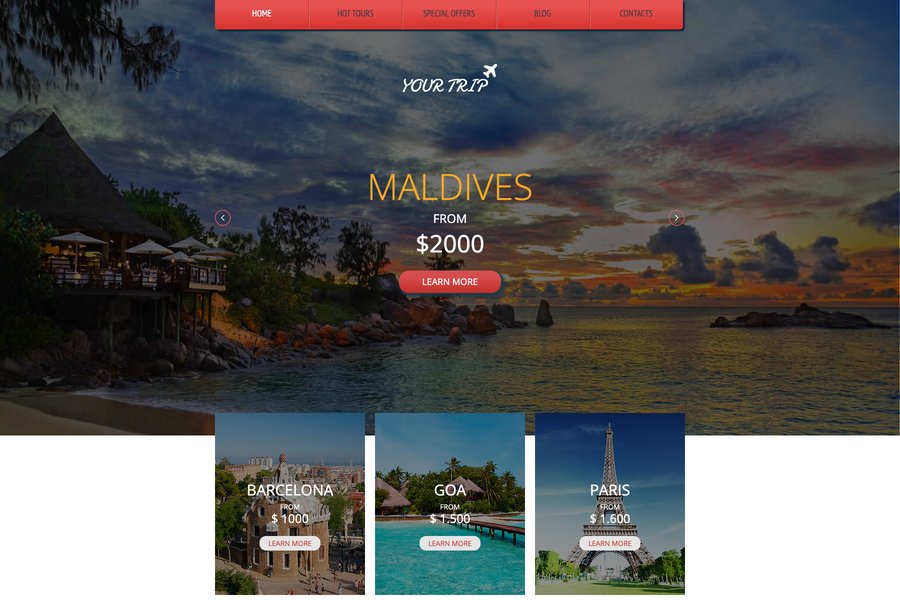 HOME
HOT TOURS
SPECIAL OFFERS
BLOG
CONTACTS
YOUR TRIP
MALDIVES
FROM
$2000
LEARN MORE
BARCELONA
FROM
$ 1000
LEARN MORE
GOA
FROM
$ 1.500
LEARN MORE
PARIS
FROM
$ 1.600
LEARN MORE